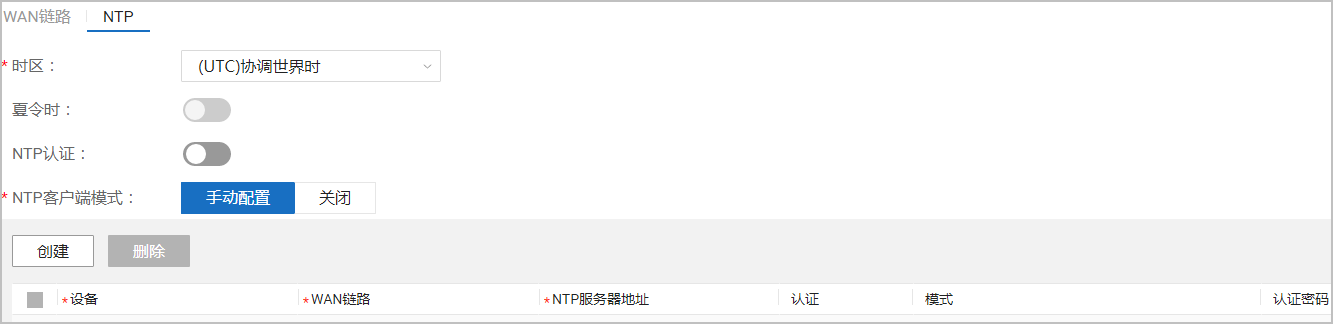 WAN链路 NTP
* 时区： (UTC)协调世界时
夏令时：
NTP认证：
* NTP客户端模式： 手动配置 关闭
创建 删除
*设备 *WAN链路 *NTP服务器地址 认证 模式 认证密码